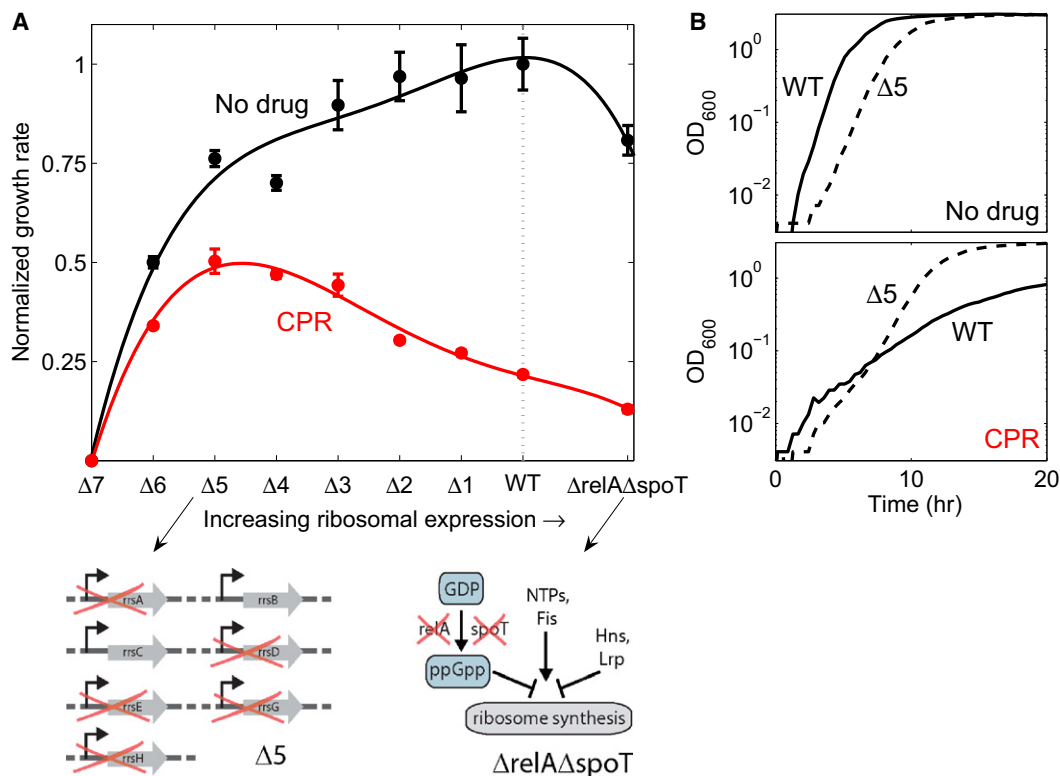 A
Normalized growth rate
1
0.75
0.5
0.25
No drug
CPR
Δ7 Δ6 Δ5 Δ4 Δ3 Δ2 Δ1 WT ΔrelAΔspoT
Increasing ribosomal expression →
B
OD600
10^0
10^−1
10^−2
WT
Δ5
No drug
OD600
10^0
10^−1
10^−2
Δ5
WT
CPR
0 10 20
Time (hr)
rrsA rrsB
rrsC rrsD
rrsE rrsG
rrsH
Δ5
GDP
relA spoT
ppGpp
NTPs,
Fis
Hns,
Lrp
ribosome synthesis
ΔrelAΔspoT